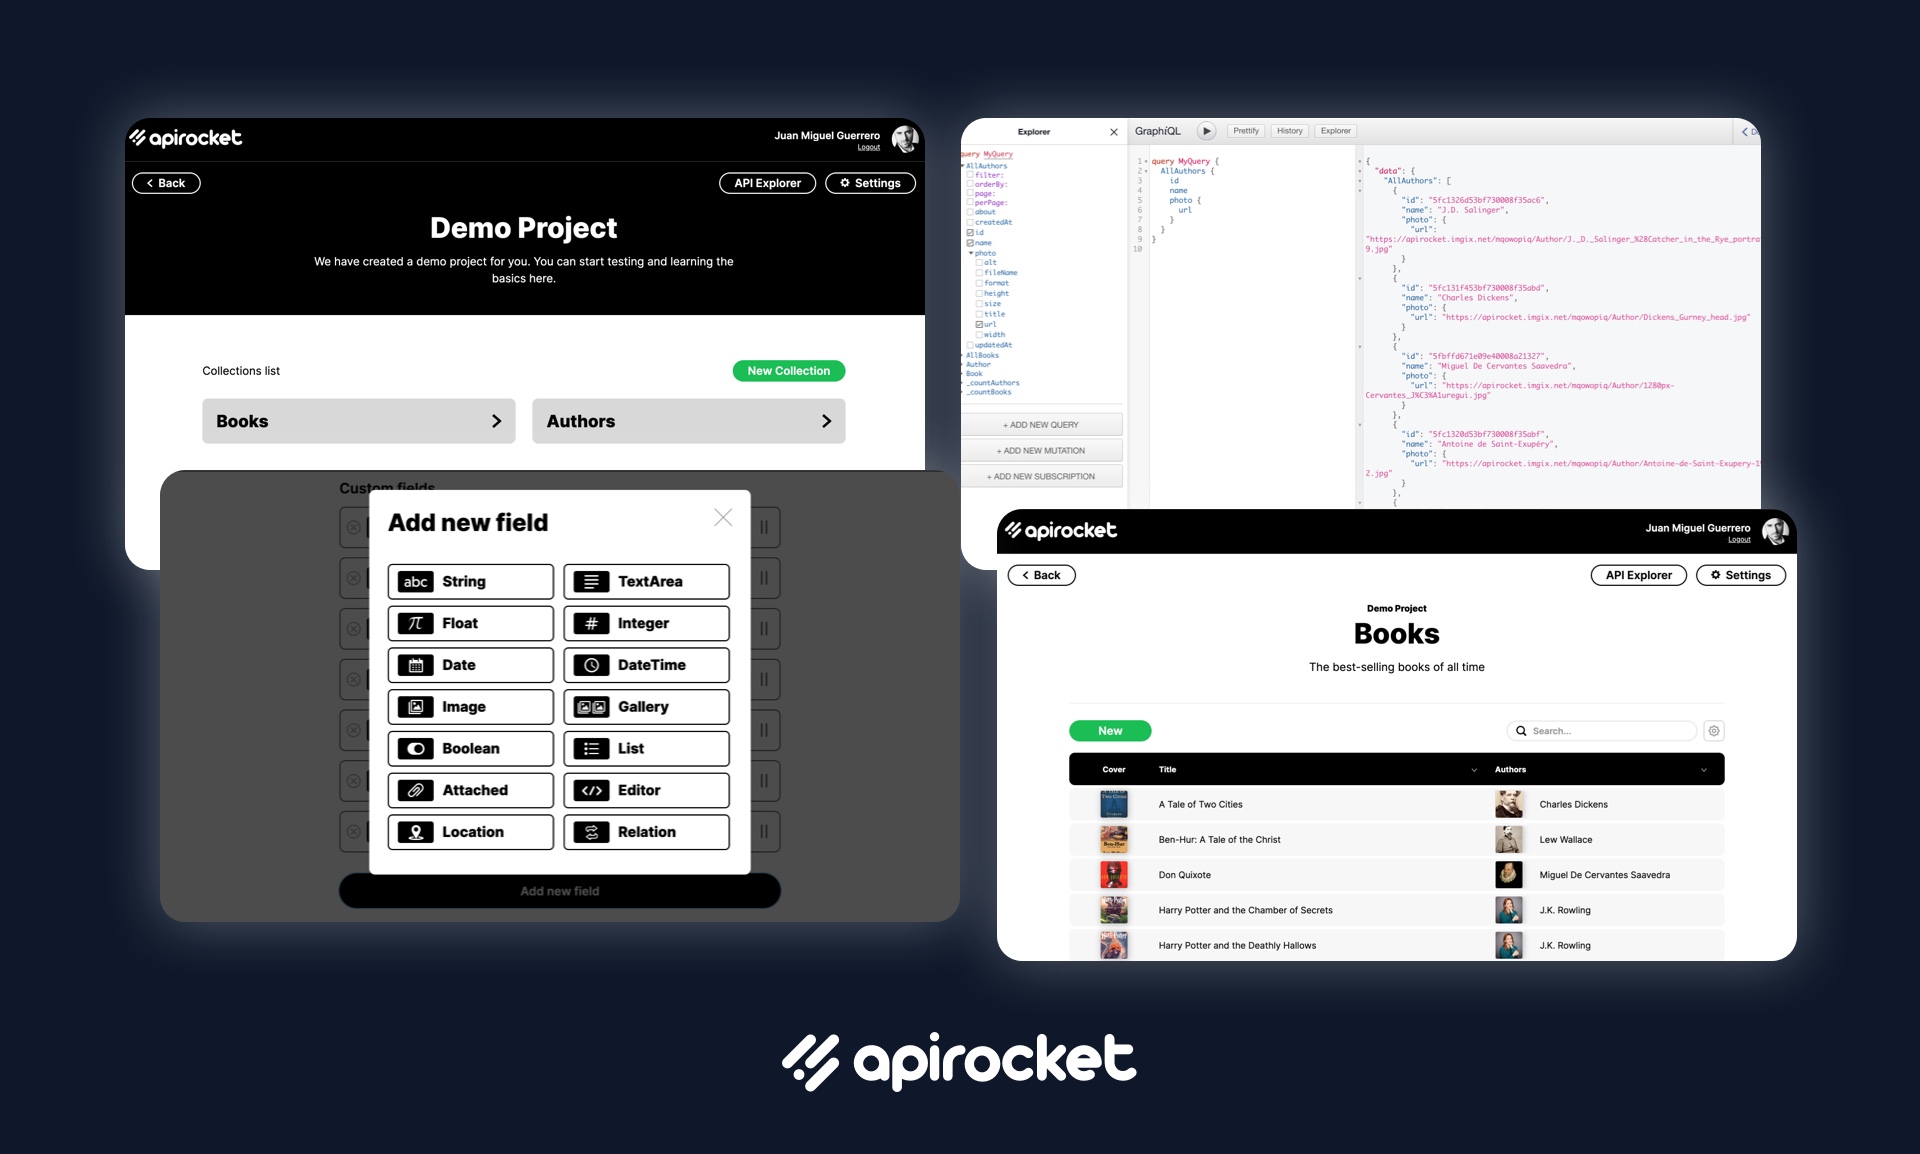 apirocket
Juan Miguel Guerrero
Logout
Back
API Explorer
Settings
Demo Project
We have created a demo project for you. You can start testing and learning the
basics here.
Collections list
New Collection
Books
Authors
Custom fields
Add new field
abc String
TextArea
Float
# Integer
Date
DateTime
Image
Gallery
Boolean
List
Attached
</> Editor
Location
Relation
Add new field
Explorer
GraphiQL
Prettify
History
Explorer
query MyQuery
AllAuthors
filter:
orderBy:
page:
perPage:
about
createdAt
id
name
photo
alt
fileName
format
height
size
title
url
width
updatedAt
AllBooks
Author
Book
_countAuthors
_countBooks
+ ADD NEW QUERY
+ ADD NEW MUTATION
+ ADD NEW SUBSCRIPTION
1 query MyQuery {
2 AllAuthors {
3 id
4 name
5 photo {
6 url
7 }
8 }
9 }
10
{
"data": {
"AllAuthors": [
{
"id": "5fc1326d53bf730008f35ac6",
"name": "J.D. Salinger",
"photo": {
"url":
"https://apirocket.imgix.net/mqowopiq/Author/J._D._Salinger_%28Catcher_in_the_Rye_portra
9.jpg"
}
},
{
"id": "5fc131f453bf730008f35abd",
"name": "Charles Dickens",
"photo": {
"url": "https://apirocket.imgix.net/mqowopiq/Author/Dickens_Gurney_head.jpg"
}
},
{
"id": "5fbffd671e09e40008a21327",
"name": "Miguel De Cervantes Saavedra",
"photo": {
"url": "https://apirocket.imgix.net/mqowopiq/Author/1280px-
Cervantes_J%C3%A1uregui.jpg"
}
},
{
"id": "5fc1320d53bf730008f35abf",
"name": "Antoine de Saint-Exupéry",
"photo": {
"url": "https://apirocket.imgix.net/mqowopiq/Author/Antoine-de-Saint-Exupery-19
2.jpg"
}
},
{
apirocket
Juan Miguel Guerrero
Logout
Back
API Explorer
Settings
Demo Project
Books
The best-selling books of all time
New
Search...
Cover
Title
Authors
A Tale of Two Cities
Charles Dickens
Ben-Hur: A Tale of the Christ
Lew Wallace
Don Quixote
Miguel De Cervantes Saavedra
Harry Potter and the Chamber of Secrets
J.K. Rowling
Harry Potter and the Deathly Hallows
J.K. Rowling
apirocket